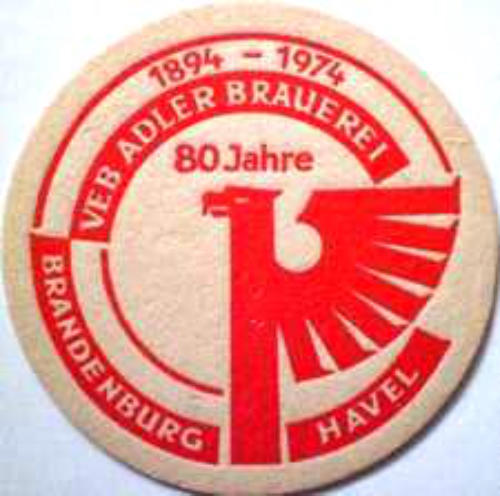 1894 - 1974
VEB ADLER BRAUEREI
80 Jahre
BRANDENBURG
HAVEL